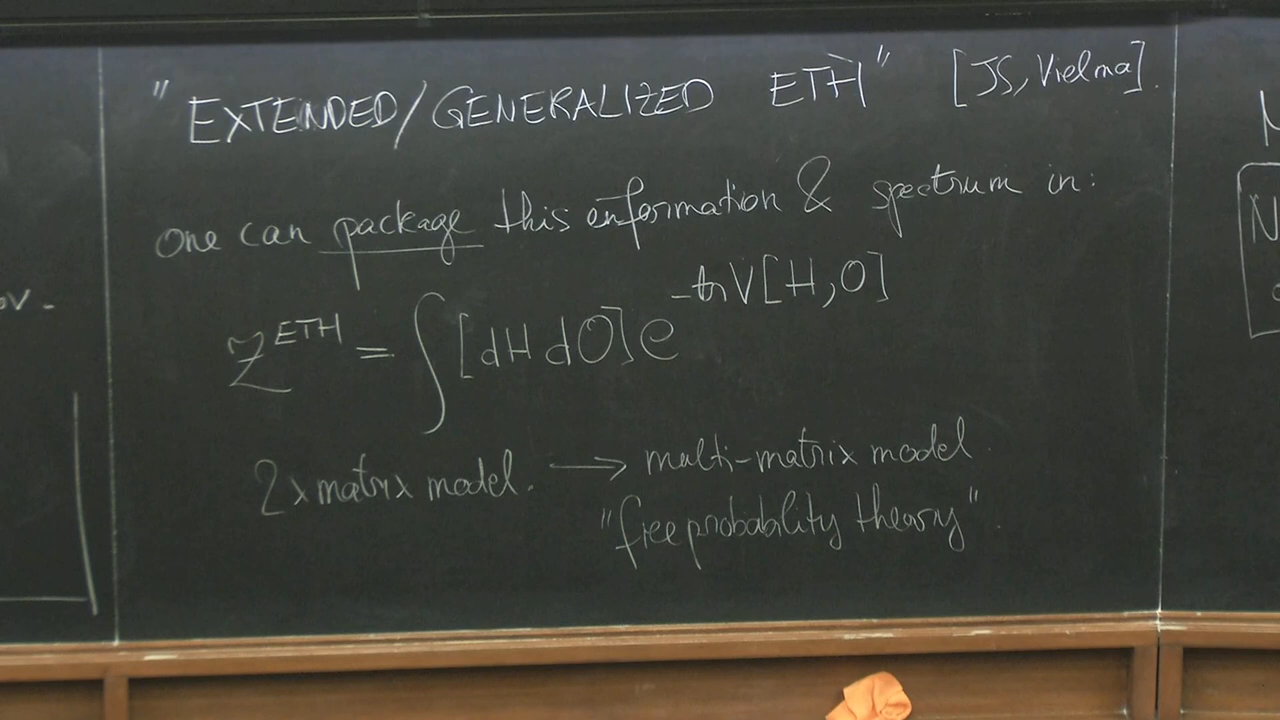 "EXTENDED/GENERALIZED ETH" [JS, Vielma].
one can package this information & spectrum in:
Z^ETH = ∫[dH dO] e^-trV[H,O]
2x matrix model. → multi-matrix model.
"free probability theory".